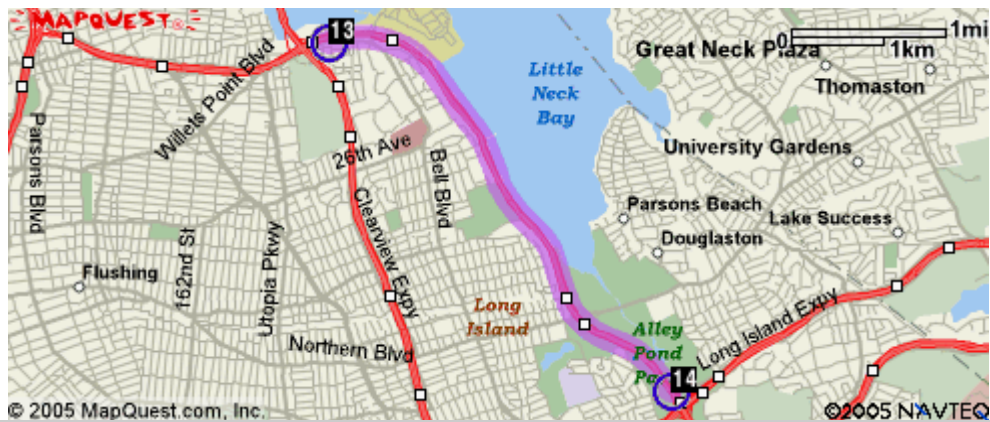 MAPQUEST®
13
0
1mi
1km
Great Neck Plaza
Thomaston
Little
Neck
Bay
Willets Point Blvd
Parsons Blvd
26th Ave
Bell Blvd
University Gardens
Clearview Expy
Parsons Beach
Lake Success
Douglaston
162nd St
Utopia Pkwy
Flushing
Long
Island
Alley
Pond
Pa
Long Island Expy
Northern Blvd
14
© 2005 MapQuest.com, Inc.
©2005 NAVTEQ